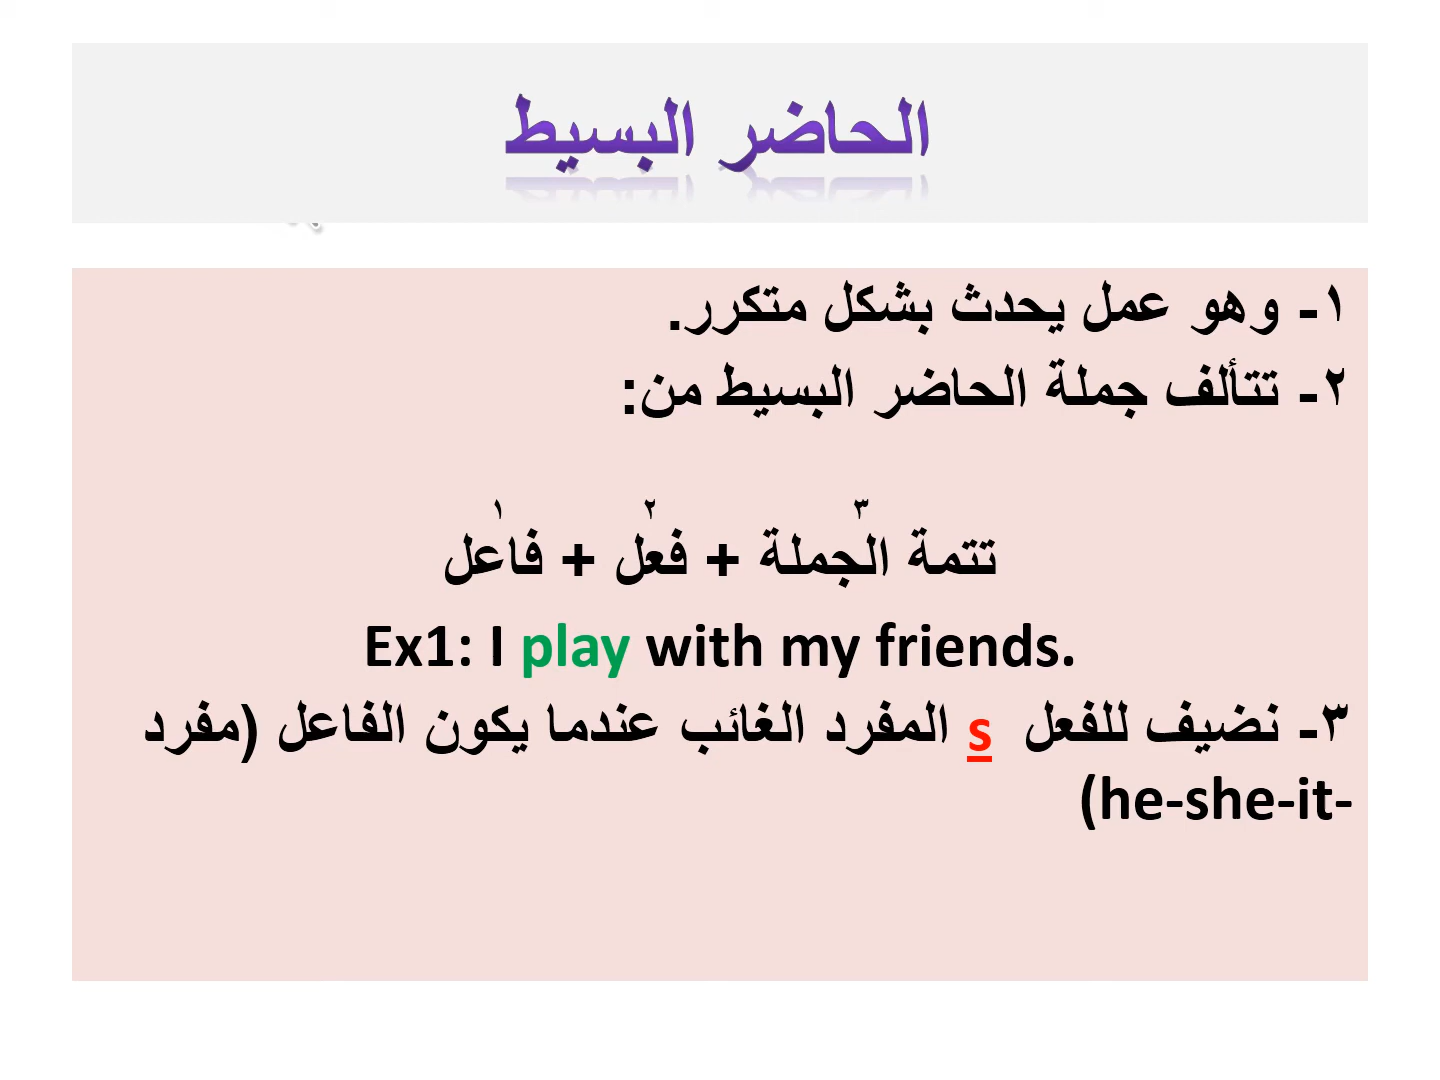 الحاضر البسيط
١- وهو عمل يحدث بشكل متكرر.
٢- تتألف جملة الحاضر البسيط من:
١ ٢ ٣
تتمة الجملة + فعل + فاعل
Ex1: I play with my friends.
٣- نضيف للفعل s المفرد الغائب عندما يكون الفاعل (مفرد
-he-she-it)